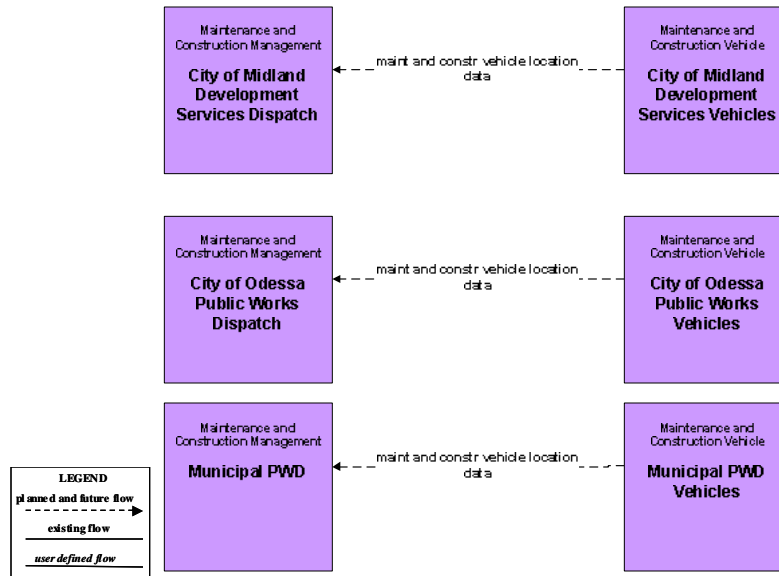 Maintenance and
Construction Management
City of Midland
Development
Services Dispatch
maint and constr vehicle location
data
Maintenance and
Construction Vehicle
City of Midland
Development
Services Vehicles
Maintenance and
Construction Management
City of Odessa
Public Works
Dispatch
maint and constr vehicle location
data
Maintenance and
Construction Vehicle
City of Odessa
Public Works
Vehicles
Maintenance and
Construction Management
Municipal PWD
maint and constr vehicle location
data
Maintenance and
Construction Vehicle
Municipal PWD
Vehicles
LEGEND
planned and future flow
existing flow
user defined flow